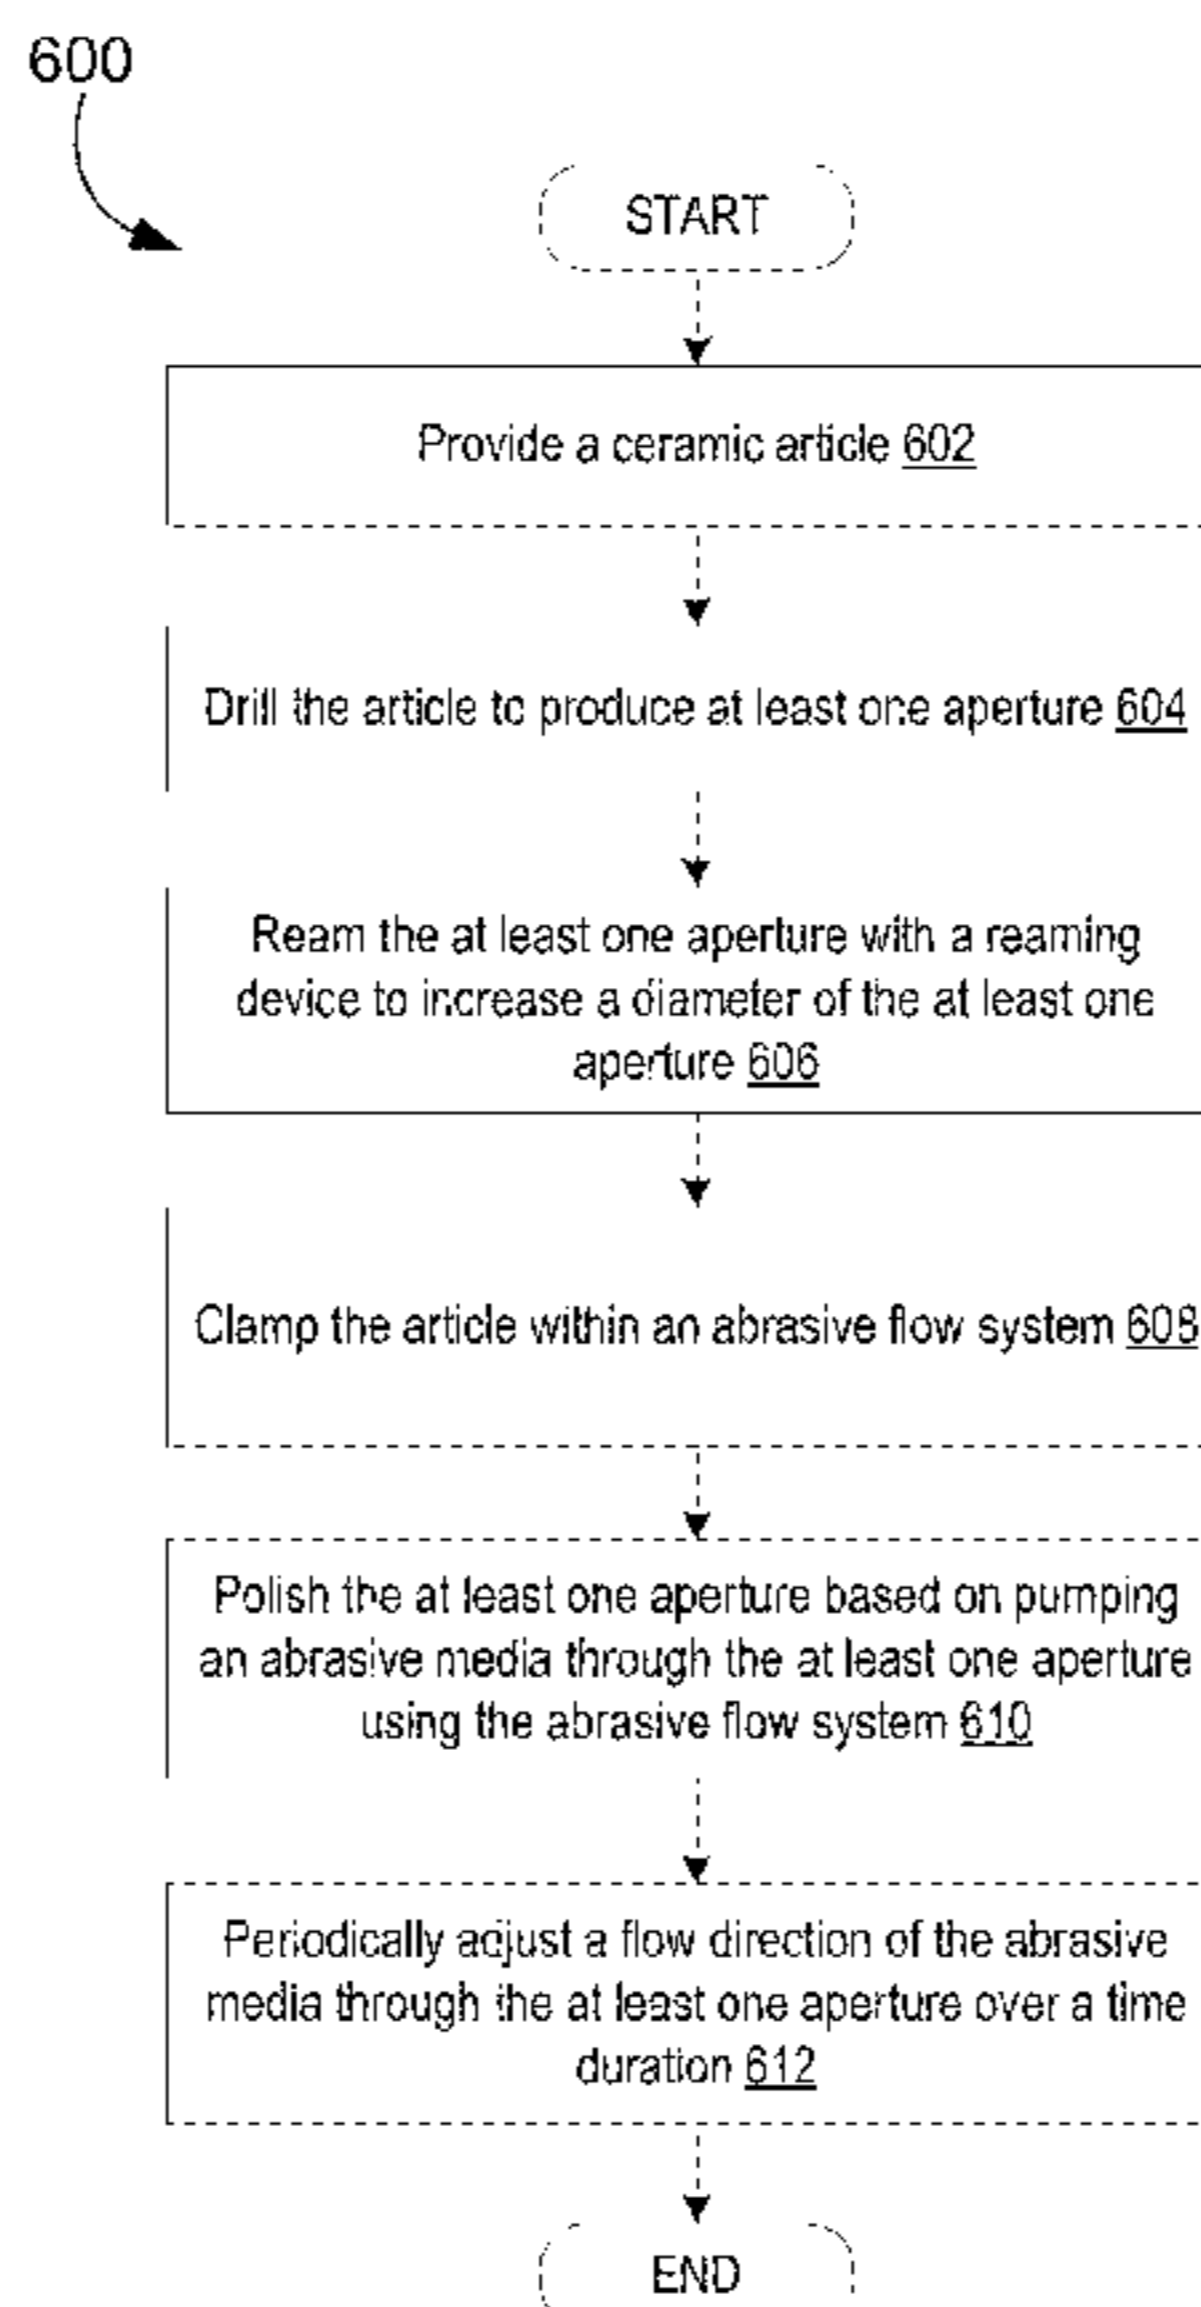 600
START
Provide a ceramic article 602
Drill the article to produce at least one aperture 604
Ream the at least one aperture with a reaming
device to increase a diameter of the at least one
aperture 606
Clamp the article within an abrasive flow system 608
Polish the at least one aperture based on pumping
an abrasive media through the at least one aperture
using the abrasive flow system 610
Periodically adjust a flow direction of the abrasive
media through the at least one aperture over a time
duration 612
END